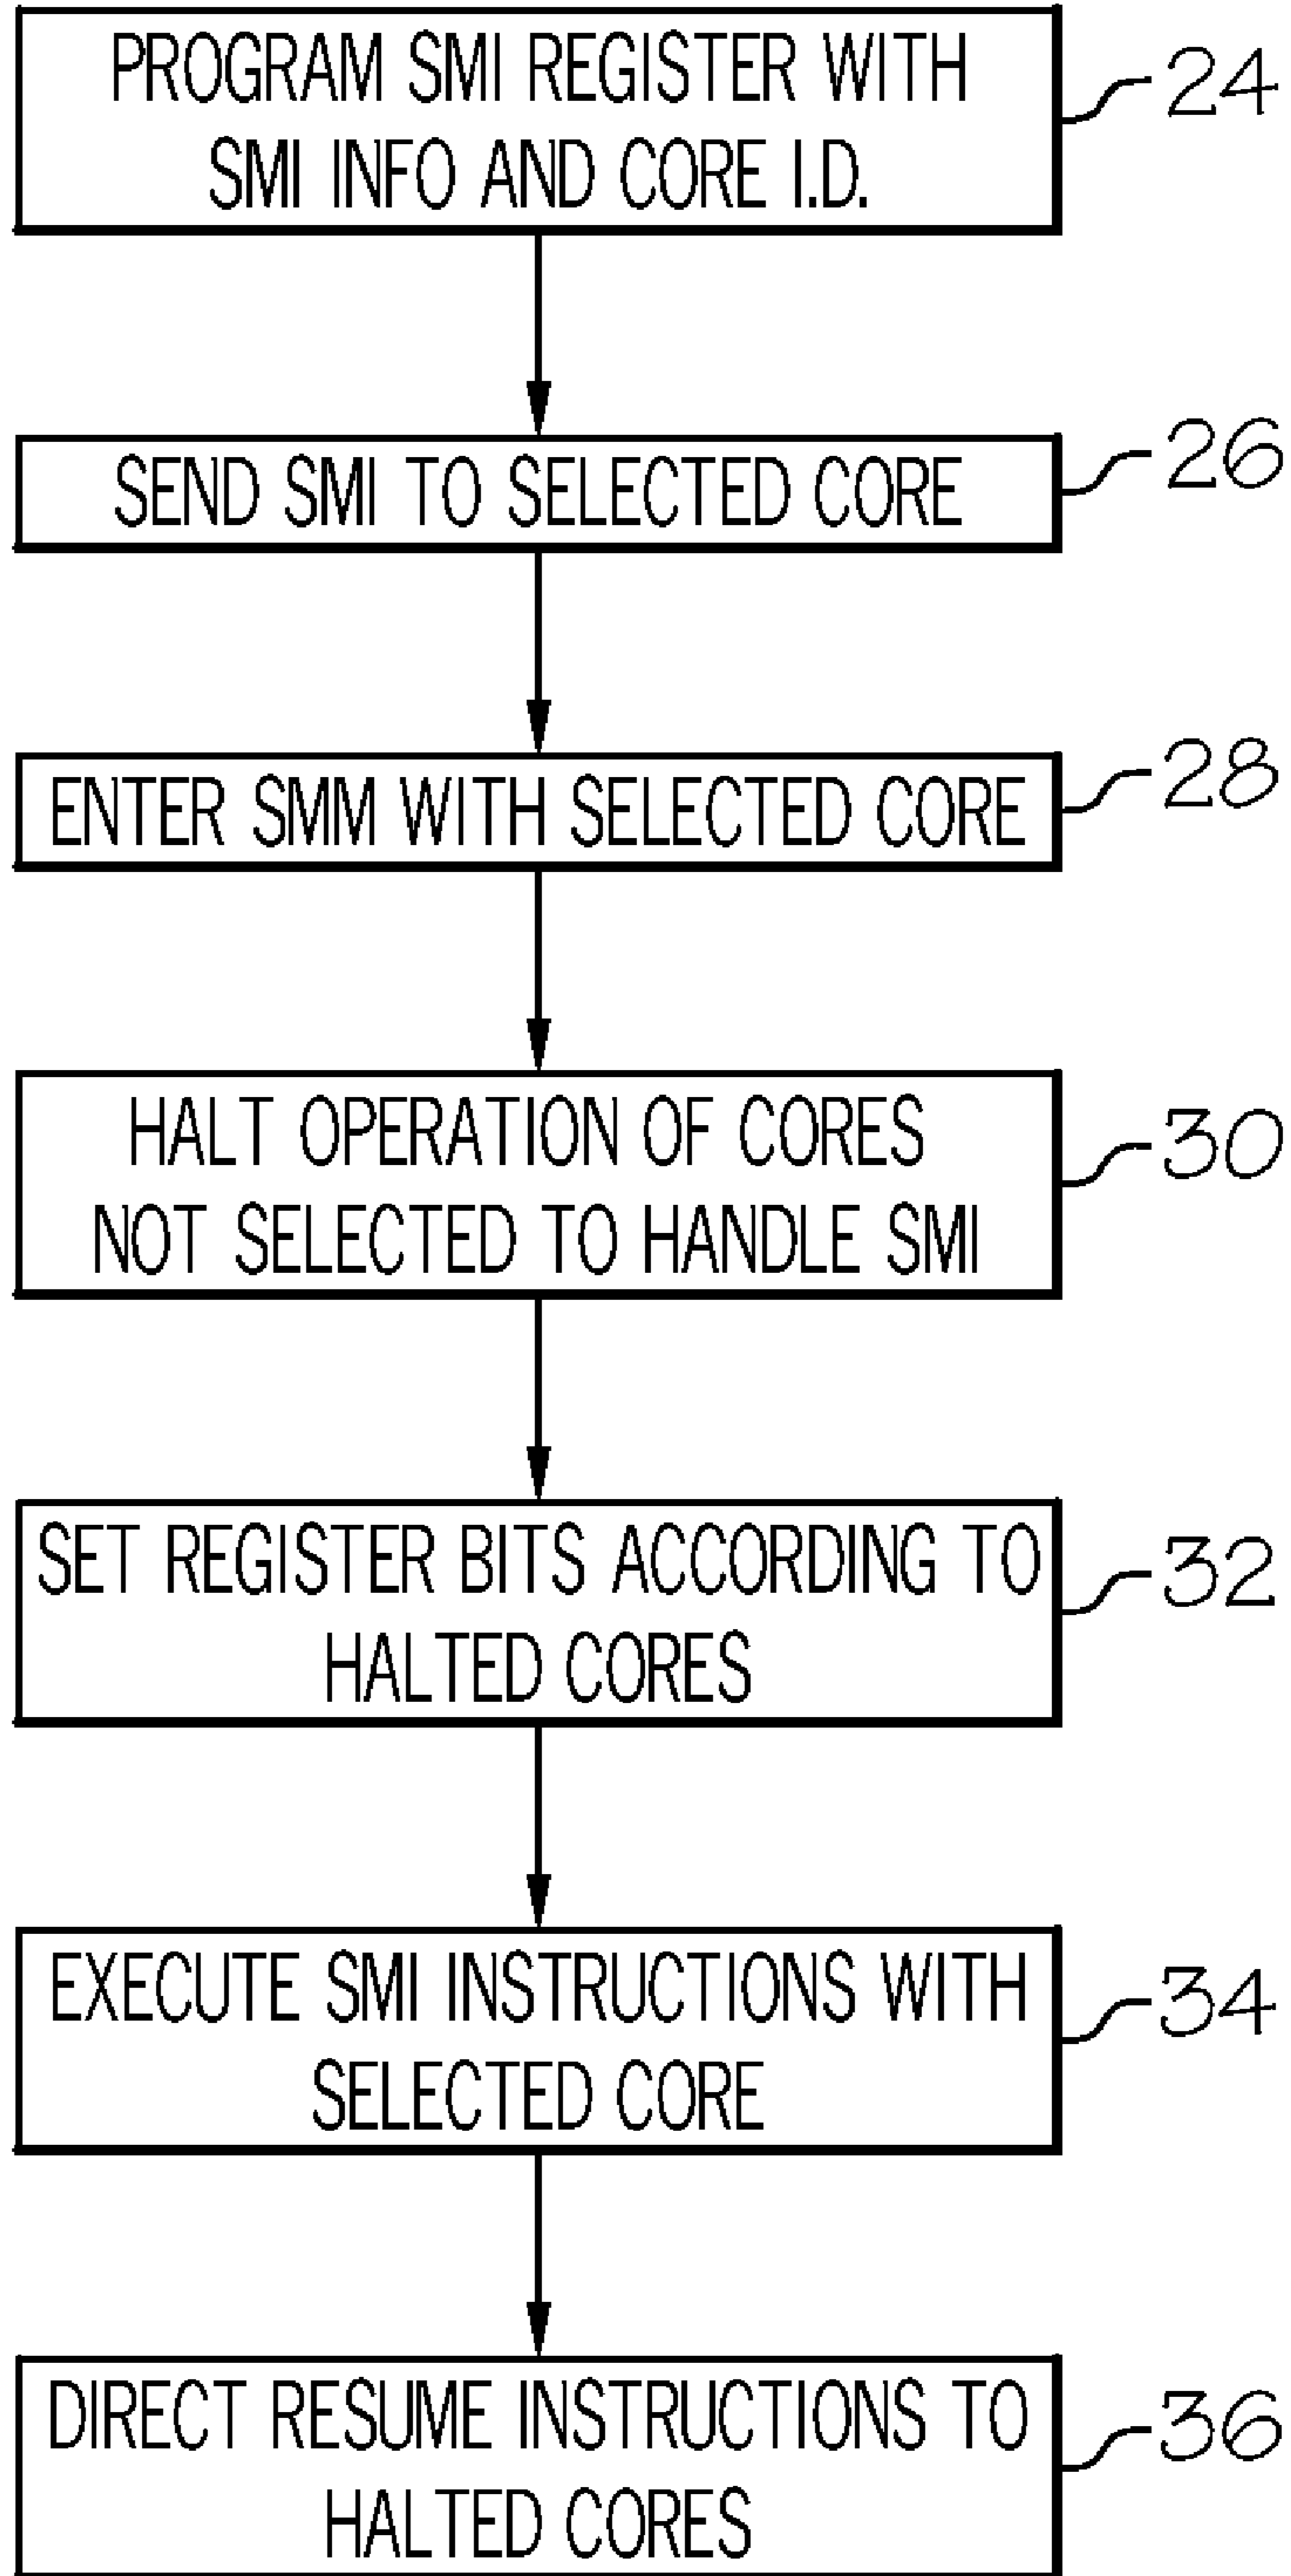 PROGRAM SMI REGISTER WITH
SMI INFO AND CORE I.D.
24
SEND SMI TO SELECTED CORE
26
ENTER SMM WITH SELECTED CORE
28
HALT OPERATION OF CORES
NOT SELECTED TO HANDLE SMI
30
SET REGISTER BITS ACCORDING TO
HALTED CORES
32
EXECUTE SMI INSTRUCTIONS WITH
SELECTED CORE
34
DIRECT RESUME INSTRUCTIONS TO
HALTED CORES
36